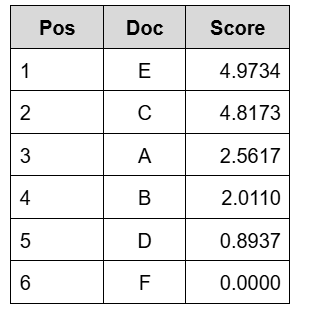 Pos Doc Score
1 E 4.9734
2 C 4.8173
3 A 2.5617
4 B 2.0110
5 D 0.8937
6 F 0.0000